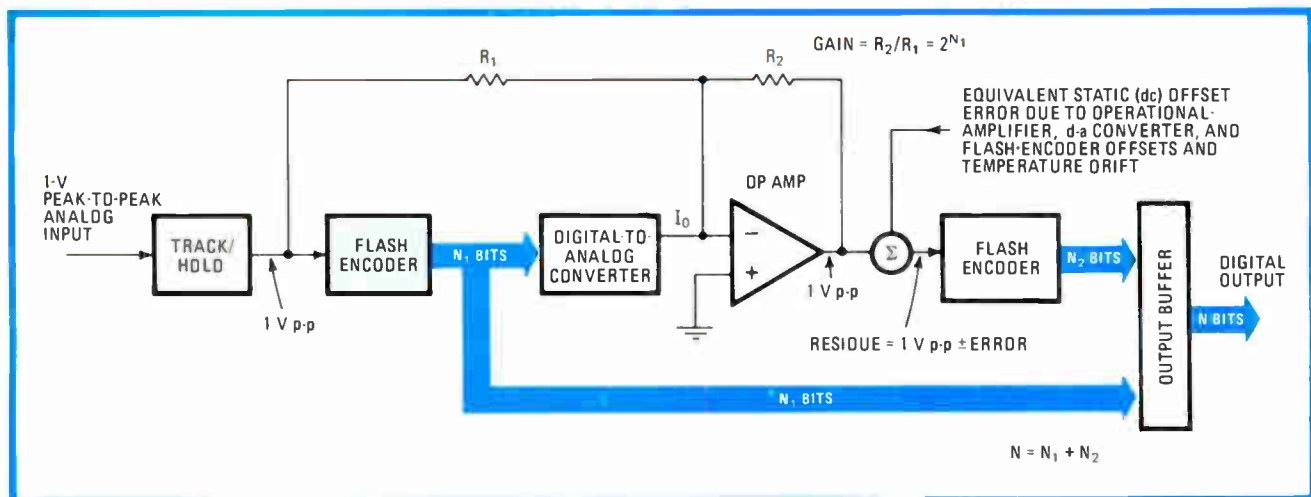 GAIN = R2/R1 = 2^N1
R1
R2
EQUIVALENT STATIC (dc) OFFSET
ERROR DUE TO OPERATIONAL-
AMPLIFIER, d-a CONVERTER, AND
FLASH-ENCODER OFFSETS AND
TEMPERATURE DRIFT
1-V
PEAK-TO-PEAK
ANALOG
INPUT
TRACK/
HOLD
1 V p-p
FLASH
ENCODER
N1 BITS
DIGITAL-TO-
ANALOG
CONVERTER
I0
OP AMP
−
+
1 V p-p
Σ
RESIDUE = 1 V p-p ± ERROR
FLASH
ENCODER
N2 BITS
OUTPUT BUFFER
DIGITAL
OUTPUT
N BITS
N1 BITS
N = N1 + N2